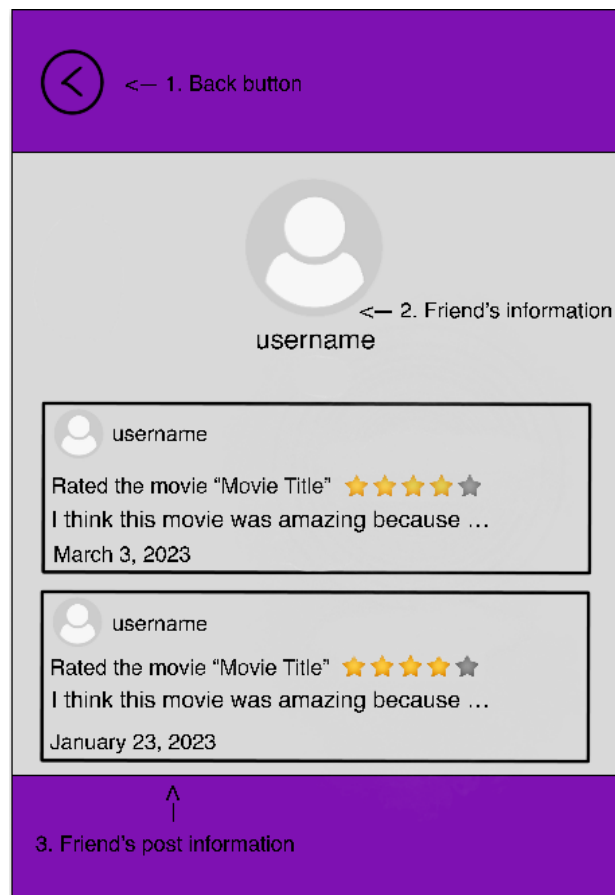 <— 1. Back button
<— 2. Friend's information
username
username
Rated the movie “Movie Title”
I think this movie was amazing because ...
March 3, 2023
username
Rated the movie “Movie Title”
I think this movie was amazing because ...
January 23, 2023
3. Friend's post information